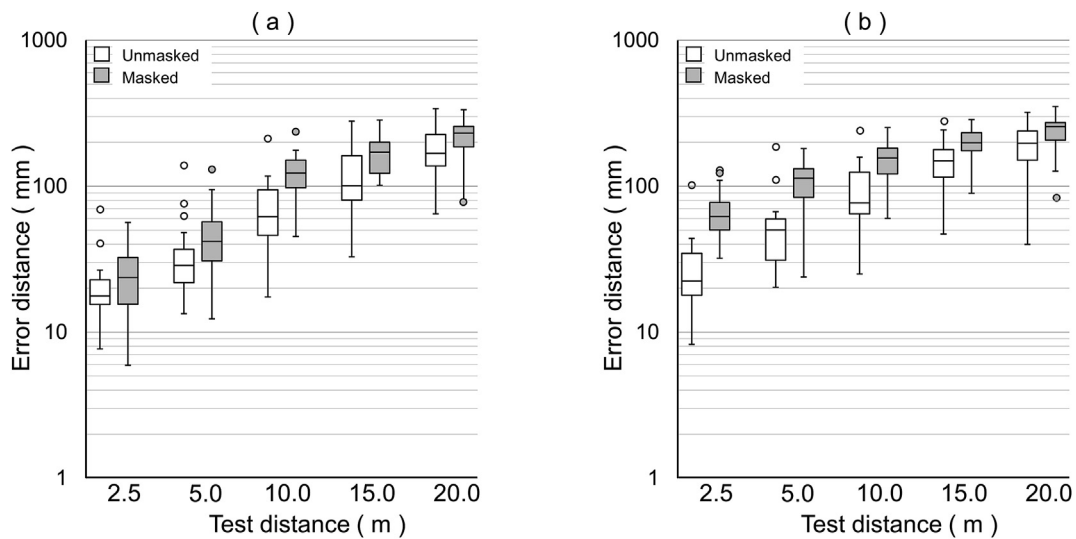 ( a )
1000
100
10
1
Error distance ( mm )
Unmasked
Masked
2.5 5.0 10.0 15.0 20.0
Test distance ( m )
( b )
1000
100
10
1
Error distance ( mm )
Unmasked
Masked
2.5 5.0 10.0 15.0 20.0
Test distance ( m )